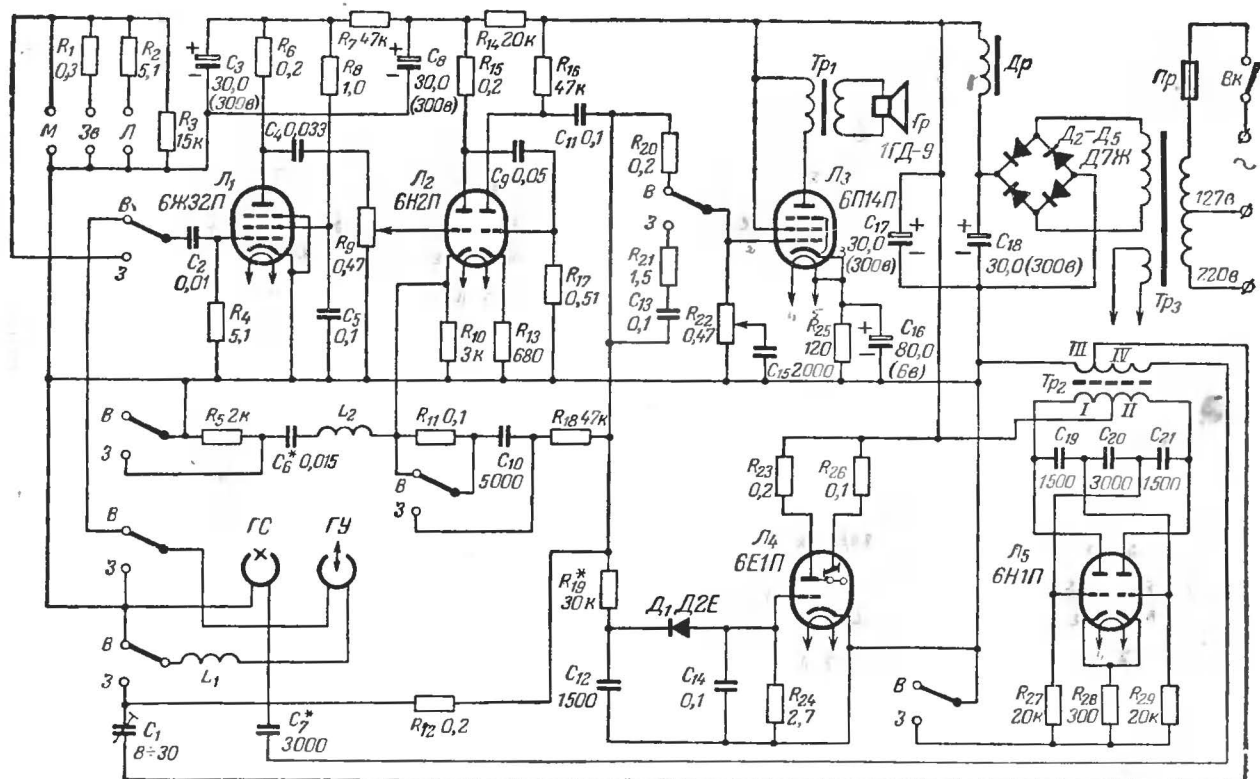 R₁
0,3
R₂
5,1
R₃
15к
М
Зв
Л
C₃
30,0
(300в)
R₆
0,2
R₇ 47к
R₈
1,0
C₈
30,0
(300в)
R₁₄ 20к
R₁₅
0,2
R₁₆
47к
C₄ 0,033
C₁₁ 0,1
C₉ 0,05
Л₁
6Ж32П
Л₂
6Н2П
В
З
C₂
0,01
R₄
5,1
C₅
0,1
R₉
0,47
R₁₀
3к
R₁₃
680
R₁₇
0,51
R₂₀
0,2
В
З
R₂₁
1,5
C₁₃
0,1
R₂₂
0,47
C₁₅ 2000
Тр₁
Гр
1ГД-9
Л₃
6П14П
R₂₅
120
C₁₆
80,0
(6в)
C₁₇
30,0
(300в)
C₁₈
30,0(300в)
Др
Д₂-Д₅
Д7Ж
Пр
Вк
~
127в
220в
Тр₃
В
З
R₅ 2к
C₆* 0,015
L₂
R₁₁ 0,1
C₁₀
5000
R₁₈ 47к
В
З
В
З
ГС
ГУ
В
З
L₁
C₁
8÷30
C₇*
3000
R₁₂ 0,2
R₁₉*
30к
Д₁ Д2Е
C₁₂
1500
C₁₄
0,1
R₂₄
2,7
R₂₃
0,2
R₂₆
0,1
Л₄
6Е1П
В
З
III
IV
Тр₂
I
II
C₁₉
1500
C₂₀
3000
C₂₁
1500
Л₅
6Н1П
R₂₇
20к
R₂₈
300
R₂₉
20к